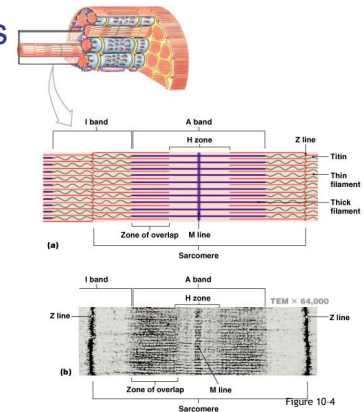 S
I band
A band
H zone
Z line
Titin
Thin
filament
Thick
filament
Zone of overlap
M line
(a)
Sarcomere
I band
A band
H zone
TEM × 64,000
Z line
Z line
(b)
Zone of overlap
M line
Figure 10-4
Sarcomere